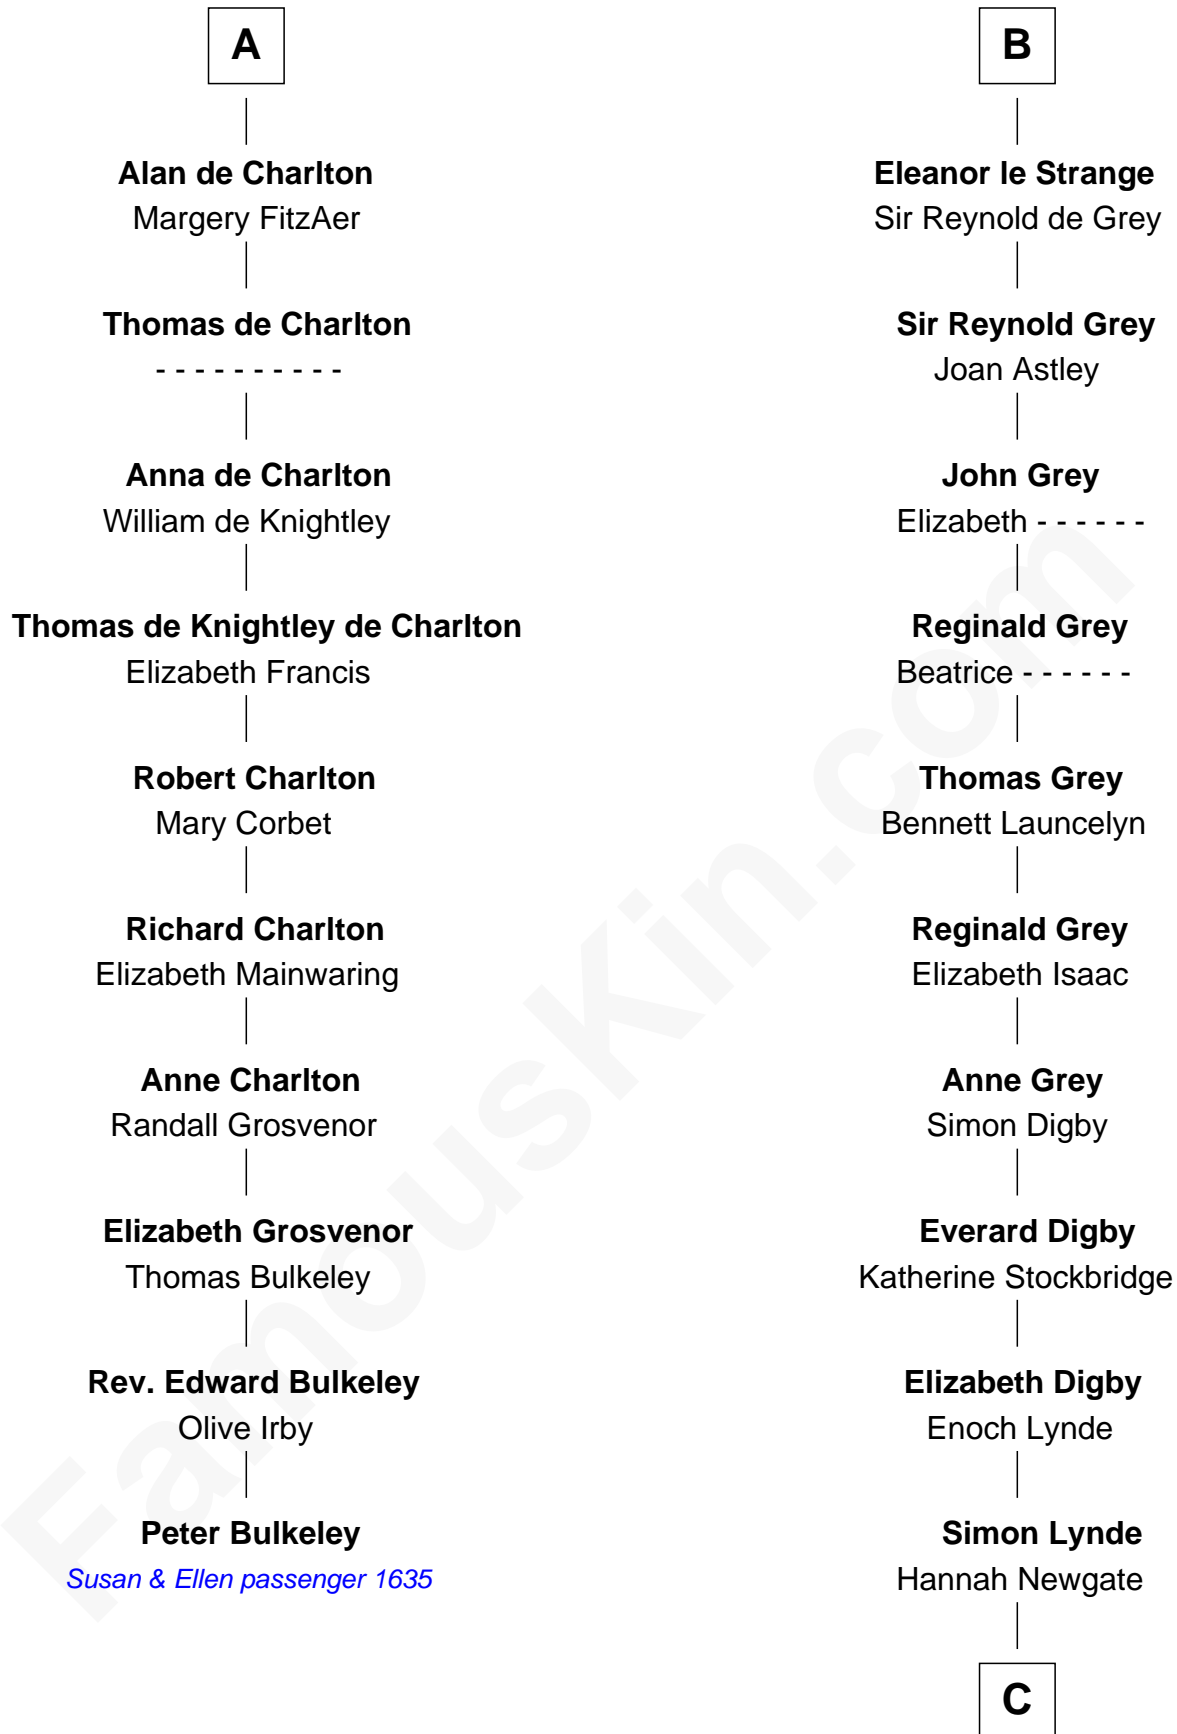 A
Alan de Charlton
Margery FitzAer
Thomas de Charlton
- - - - - - - - - -
Anna de Charlton
William de Knightley
Thomas de Knightley de Charlton
Elizabeth Francis
Robert Charlton
Mary Corbet
Richard Charlton
Elizabeth Mainwaring
Anne Charlton
Randall Grosvenor
Elizabeth Grosvenor
Thomas Bulkeley
Rev. Edward Bulkeley
Olive Irby
Peter Bulkeley
Susan & Ellen passenger 1635
B
Eleanor le Strange
Sir Reynold de Grey
Sir Reynold Grey
Joan Astley
John Grey
Elizabeth - - - - - -
Reginald Grey
Beatrice - - - - - -
Thomas Grey
Bennett Launcelyn
Reginald Grey
Elizabeth Isaac
Anne Grey
Simon Digby
Everard Digby
Katherine Stockbridge
Elizabeth Digby
Enoch Lynde
Simon Lynde
Hannah Newgate
C
FamousKin.com